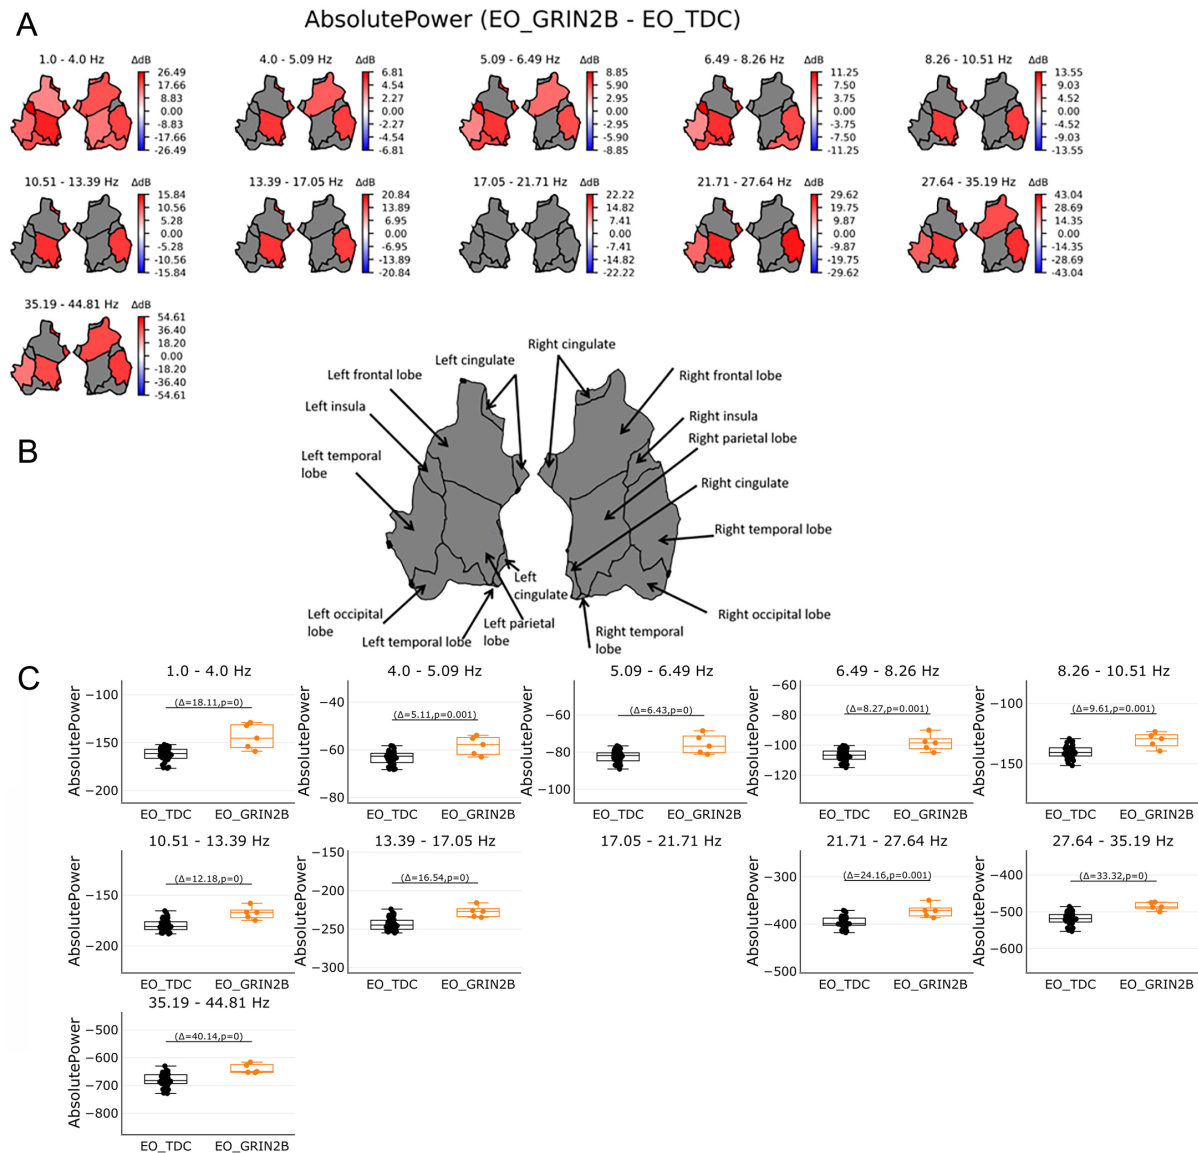 A
AbsolutePower (EO_GRIN2B - EO_TDC)
1.0 - 4.0 Hz ΔdB
26.49
17.66
8.83
0.00
-8.83
-17.66
-26.49
4.0 - 5.09 Hz ΔdB
6.81
4.54
2.27
0.00
-2.27
-4.54
-6.81
5.09 - 6.49 Hz ΔdB
8.85
5.90
2.95
0.00
-2.95
-5.90
-8.85
6.49 - 8.26 Hz ΔdB
11.25
7.50
3.75
0.00
-3.75
-7.50
-11.25
8.26 - 10.51 Hz ΔdB
13.55
9.03
4.52
0.00
-4.52
-9.03
-13.55
10.51 - 13.39 Hz ΔdB
15.84
10.56
5.28
0.00
-5.28
-10.56
-15.84
13.39 - 17.05 Hz ΔdB
20.84
13.89
6.95
0.00
-6.95
-13.89
-20.84
17.05 - 21.71 Hz ΔdB
22.22
14.82
7.41
0.00
-7.41
-14.82
-22.22
21.71 - 27.64 Hz ΔdB
29.62
19.75
9.87
0.00
-9.87
-19.75
-29.62
27.64 - 35.19 Hz ΔdB
43.04
28.69
14.35
0.00
-14.35
-28.69
-43.04
35.19 - 44.81 Hz ΔdB
54.61
36.40
18.20
0.00
-18.20
-36.40
-54.61
B
Left cingulate
Right cingulate
Left frontal lobe
Right frontal lobe
Left insula
Right insula
Right parietal lobe
Left temporal
lobe
Right cingulate
Right temporal lobe
Left
cingulate
Left occipital
lobe
Left temporal lobe
Left parietal
lobe
Right temporal
lobe
Right occipital lobe
C
1.0 - 4.0 Hz
AbsolutePower
−100
−150
−200
(Δ=18.11,p=0)
EO_TDC EO_GRIN2B
4.0 - 5.09 Hz
AbsolutePower
−40
−60
−80
(Δ=5.11,p=0.001)
EO_TDC EO_GRIN2B
5.09 - 6.49 Hz
AbsolutePower
−60
−80
−100
(Δ=6.43,p=0)
EO_TDC EO_GRIN2B
6.49 - 8.26 Hz
AbsolutePower
−60
−80
−100
−120
(Δ=8.27,p=0.001)
EO_TDC EO_GRIN2B
8.26 - 10.51 Hz
AbsolutePower
−100
−150
(Δ=9.61,p=0.001)
EO_TDC EO_GRIN2B
10.51 - 13.39 Hz
AbsolutePower
−150
−200
(Δ=12.18,p=0)
EO_TDC EO_GRIN2B
13.39 - 17.05 Hz
AbsolutePower
−150
−200
−250
−300
(Δ=16.54,p=0)
EO_TDC EO_GRIN2B
17.05 - 21.71 Hz
21.71 - 27.64 Hz
AbsolutePower
−300
−400
−500
(Δ=24.16,p=0.001)
EO_TDC EO_GRIN2B
27.64 - 35.19 Hz
AbsolutePower
−400
−500
−600
(Δ=33.32,p=0)
EO_TDC EO_GRIN2B
35.19 - 44.81 Hz
AbsolutePower
−500
−600
−700
−800
(Δ=40.14,p=0)
EO_TDC EO_GRIN2B